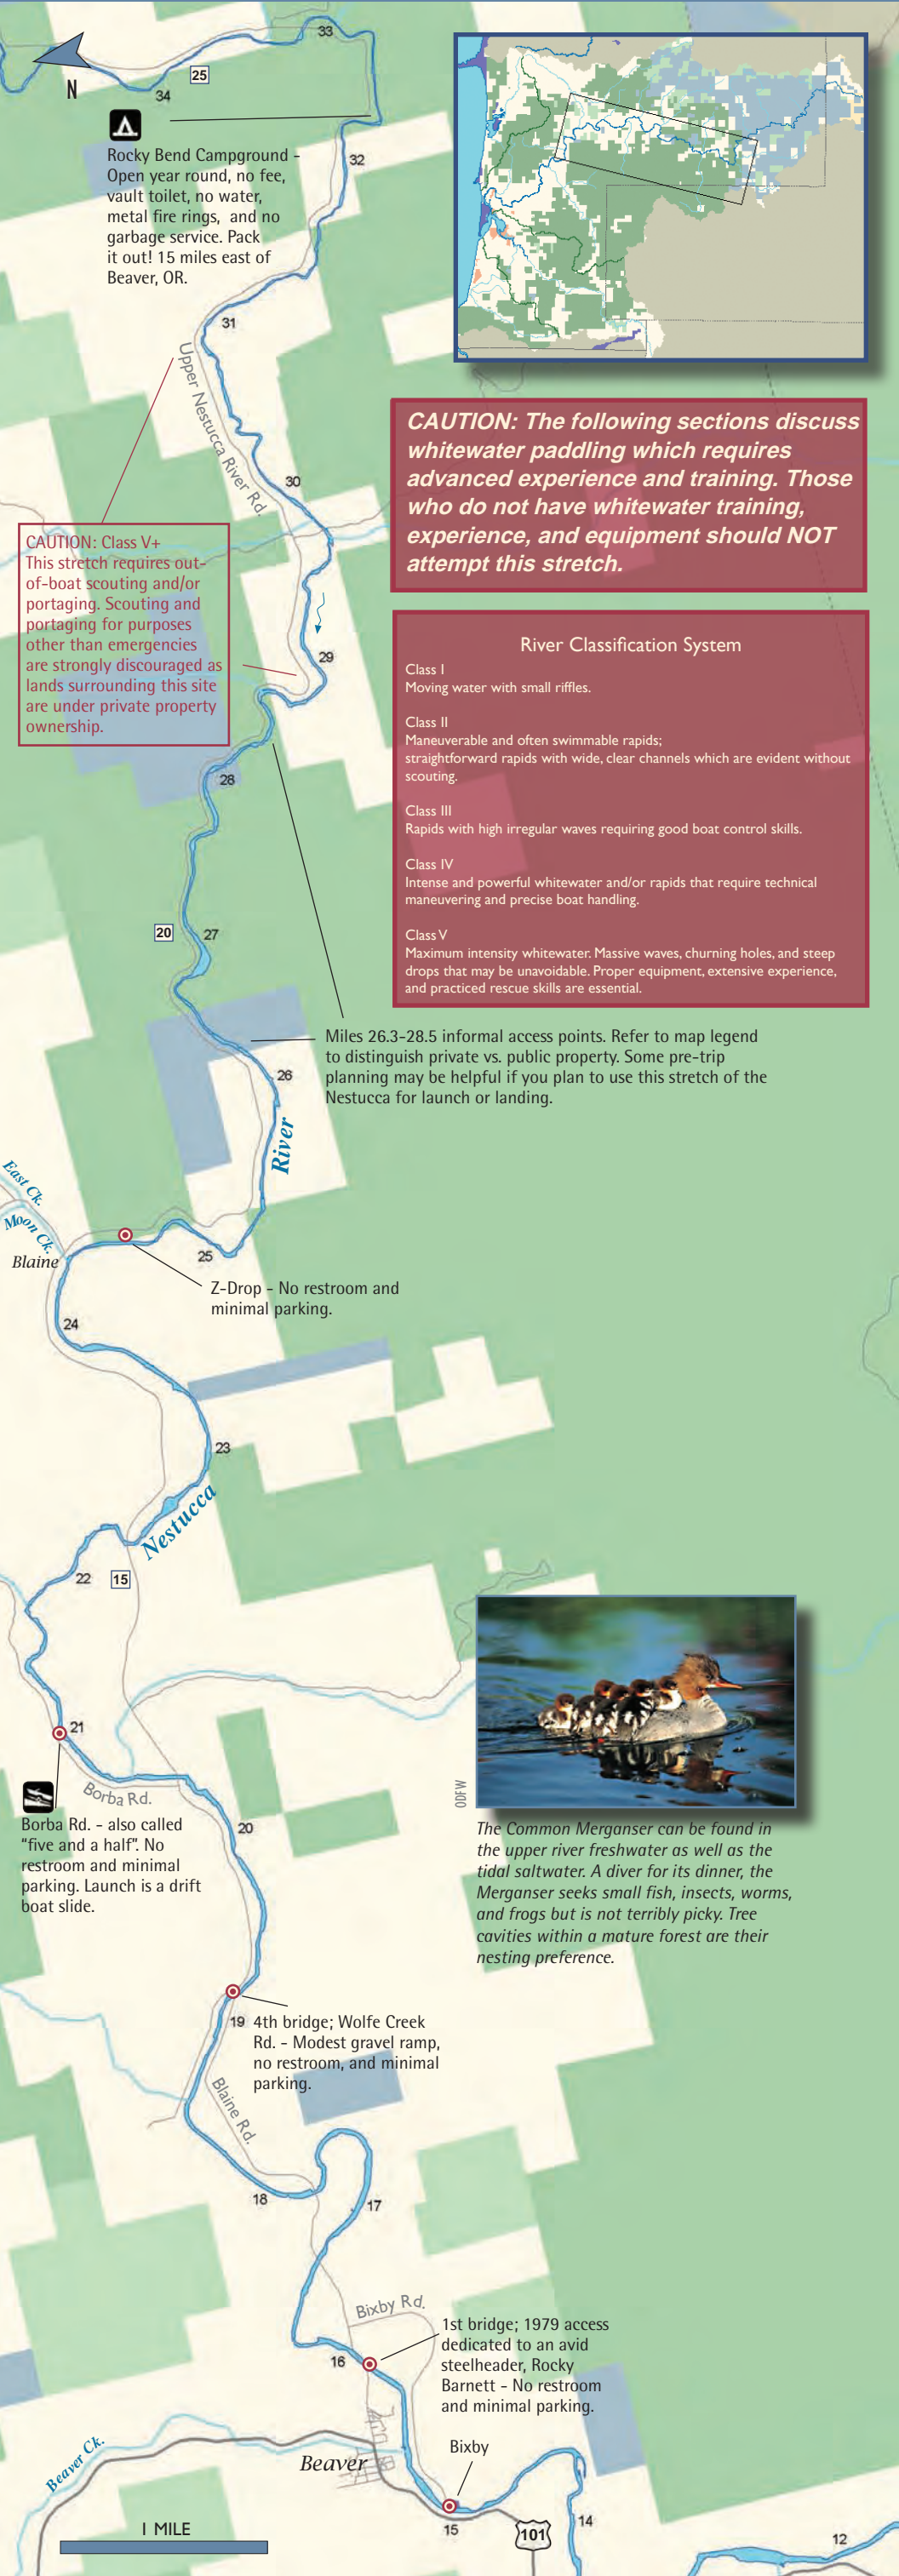 33
25
N
34
Rocky Bend Campground -
Open year round, no fee,
vault toilet, no water,
metal fire rings, and no
garbage service. Pack
it out! 15 miles east of
Beaver, OR.
32
31
Upper Nestucca River Rd.
30
CAUTION: The following sections discuss
whitewater paddling which requires
advanced experience and training. Those
who do not have whitewater training,
experience, and equipment should NOT
attempt this stretch.
CAUTION: Class V+
This stretch requires out-
of-boat scouting and/or
portaging. Scouting and
portaging for purposes
other than emergencies
are strongly discouraged as
lands surrounding this site
are under private property
ownership.
29
River Classification System
Class I
Moving water with small riffles.
Class II
Maneuverable and often swimmable rapids;
straightforward rapids with wide, clear channels which are evident without
scouting.
Class III
Rapids with high irregular waves requiring good boat control skills.
Class IV
Intense and powerful whitewater and/or rapids that require technical
maneuvering and precise boat handling.
Class V
Maximum intensity whitewater. Massive waves, churning holes, and steep
drops that may be unavoidable. Proper equipment, extensive experience,
and practiced rescue skills are essential.
28
20
27
Miles 26.3-28.5 informal access points. Refer to map legend
to distinguish private vs. public property. Some pre-trip
planning may be helpful if you plan to use this stretch of the
Nestucca for launch or landing.
26
River
East Ck.
Moon Ck.
Blaine
25
Z-Drop - No restroom and
minimal parking.
24
23
Nestucca
22
15
21
Borba Rd.
Borba Rd. - also called
"five and a half". No
restroom and minimal
parking. Launch is a drift
boat slide.
20
ODFW
The Common Merganser can be found in
the upper river freshwater as well as the
tidal saltwater. A diver for its dinner, the
Merganser seeks small fish, insects, worms,
and frogs but is not terribly picky. Tree
cavities within a mature forest are their
nesting preference.
19
4th bridge; Wolfe Creek
Rd. - Modest gravel ramp,
no restroom, and minimal
parking.
Blaine Rd.
18
17
Bixby Rd.
16
1st bridge; 1979 access
dedicated to an avid
steelheader, Rocky
Barnett - No restroom
and minimal parking.
Beaver Ck.
Beaver
Bixby
15
14
101
12
1 MILE